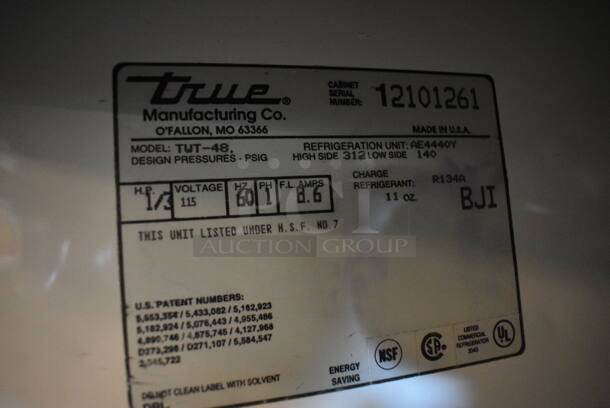 true®
Manufacturing Co.
O'FALLON, MO 63366
CABINET
SERIAL
NUMBER: 12101261
MADE IN U.S.A.
MODEL: TWT-48. REFRIGERATION UNIT: AE4440Y
DESIGN PRESSURES - PSIG HIGH SIDE 312 LOW SIDE 140
H.P. VOLTAGE HZ PH F.L. AMPS
1/3 115 60 1 8.6
CHARGE
REFRIGERANT: R134A
11 oz. BJI
THIS UNIT LISTED UNDER N.S.F. NO.7
AUCTION GROUP
U.S. PATENT NUMBERS:
5,553,354 / 5,433,082 / 5,162,923
5,182,924 / 5,076,443 / 4,955,486
4,890,746 / 4,875,745 / 4,127,968
D273,298 / D271,107 / 5,584,547
ENERGY
SAVING
NSF
SA
LISTED
COMMERCIAL
REFRIGERATOR
UL
DO NOT CLEAN LABEL WITH SOLVENT